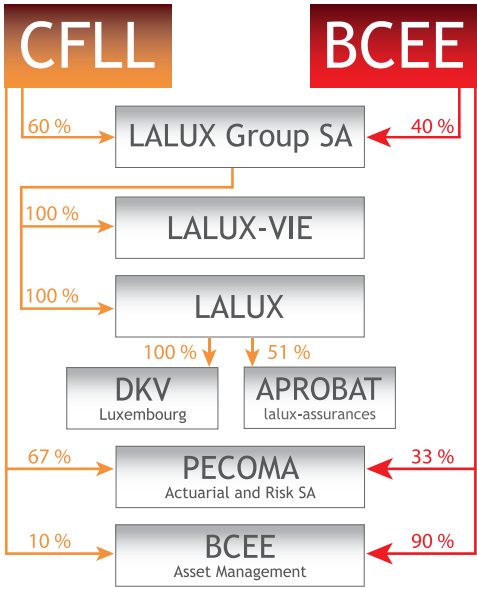 CFLL
BCEE
60 %
LALUX Group SA
40 %
100 %
LALUX-VIE
100 %
LALUX
100 %
51 %
DKV
Luxembourg
APROBAT
lalux-assurances
67 %
PECOMA
Actuarial and Risk SA
33 %
10 %
BCEE
Asset Management
90 %